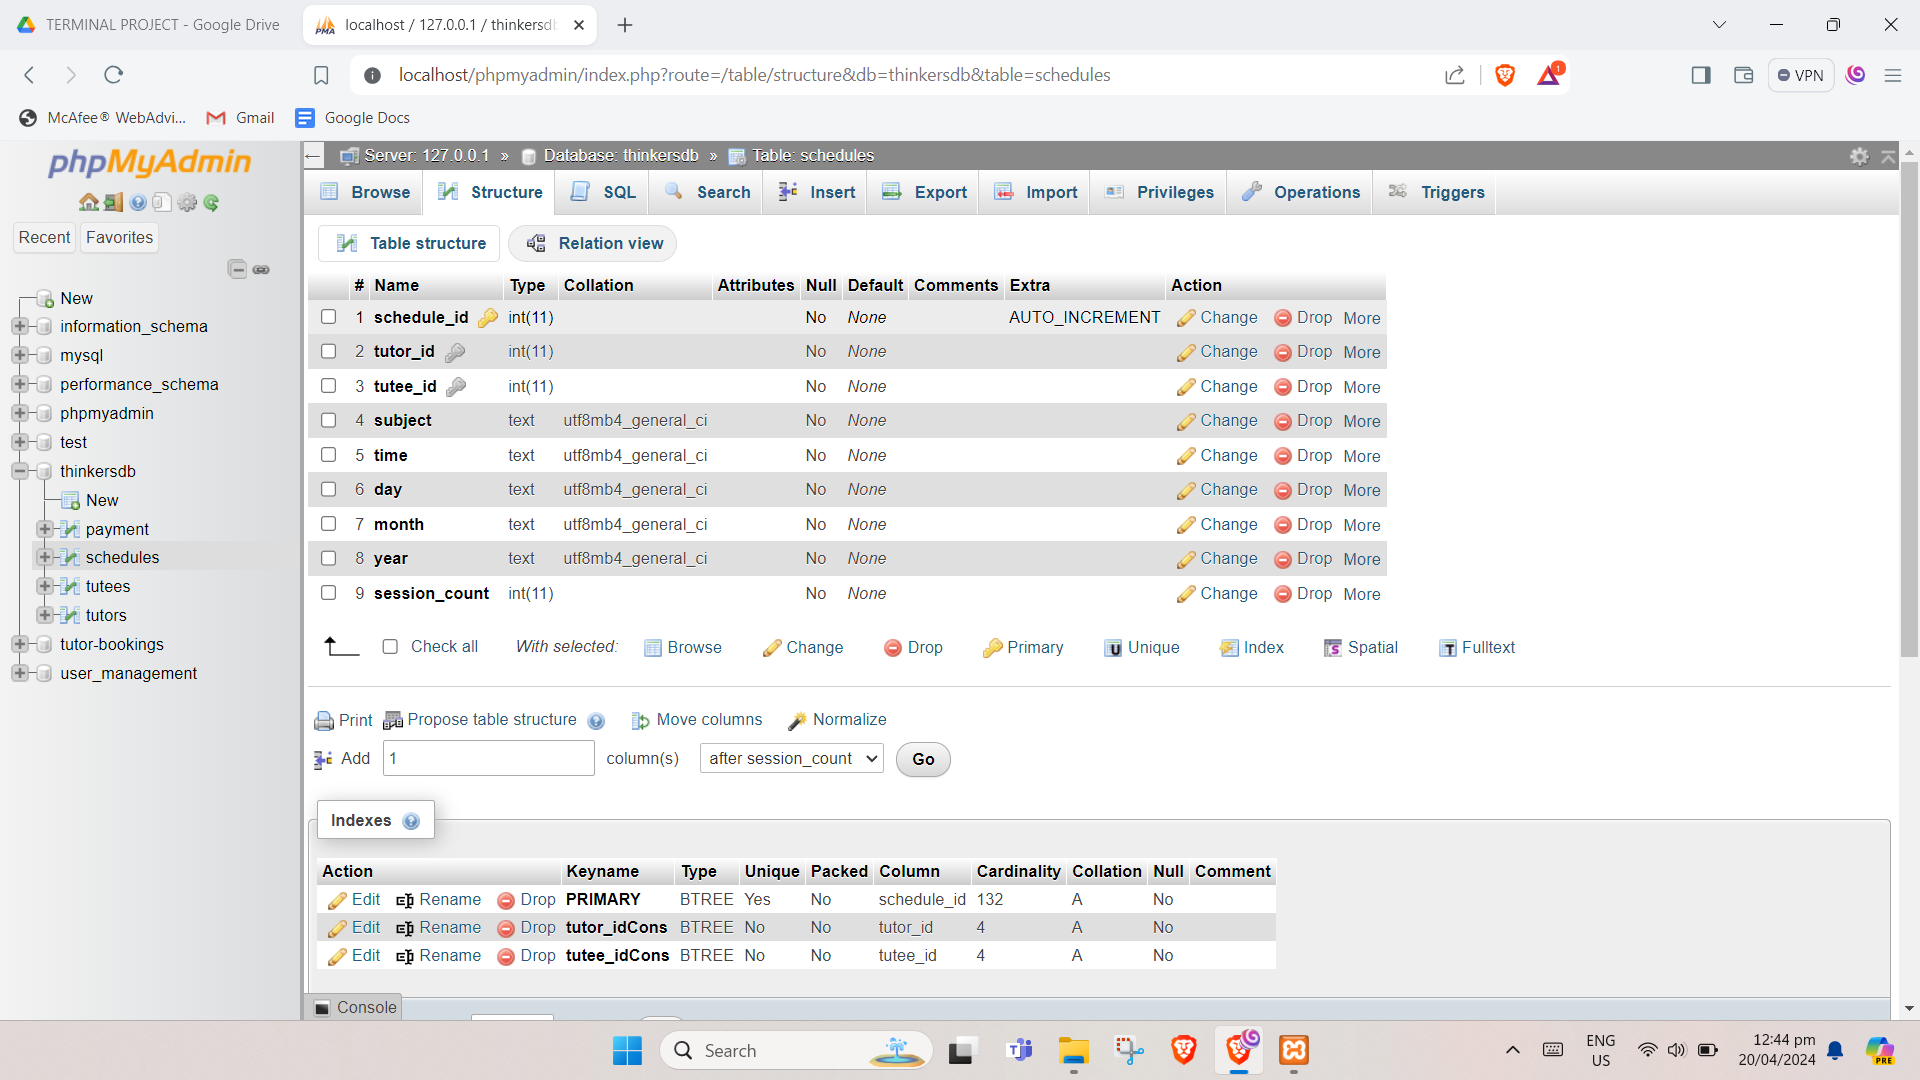 TERMINAL PROJECT - Google Drive
localhost / 127.0.0.1 / thinkersdb
localhost/phpmyadmin/index.php?route=/table/structure&db=thinkersdb&table=schedules
1
VPN
McAfee® WebAdvi...
Gmail
Google Docs
phpMyAdmin
Recent
Favorites
New
information_schema
mysql
performance_schema
phpmyadmin
test
thinkersdb
New
payment
schedules
tutees
tutors
tutor-bookings
user_management
Server: 127.0.0.1 » Database: thinkersdb » Table: schedules
Browse Structure SQL Search Insert Export Import Privileges Operations Triggers
Table structure Relation view
# Name Type Collation Attributes Null Default Comments Extra Action
1 schedule_id int(11) No None AUTO_INCREMENT Change Drop More
2 tutor_id int(11) No None Change Drop More
3 tutee_id int(11) No None Change Drop More
4 subject text utf8mb4_general_ci No None Change Drop More
5 time text utf8mb4_general_ci No None Change Drop More
6 day text utf8mb4_general_ci No None Change Drop More
7 month text utf8mb4_general_ci No None Change Drop More
8 year text utf8mb4_general_ci No None Change Drop More
9 session_count int(11) No None Change Drop More
Check all With selected: Browse Change Drop Primary Unique Index Spatial Fulltext
Print Propose table structure Move columns Normalize
Add 1 column(s) after session_count Go
Indexes
Action Keyname Type Unique Packed Column Cardinality Collation Null Comment
Edit Rename Drop PRIMARY BTREE Yes No schedule_id 132 A No
Edit Rename Drop tutor_idCons BTREE No No tutor_id 4 A No
Edit Rename Drop tutee_idCons BTREE No No tutee_id 4 A No
Console
Search
ENG
US
12:44 pm
20/04/2024
PRE